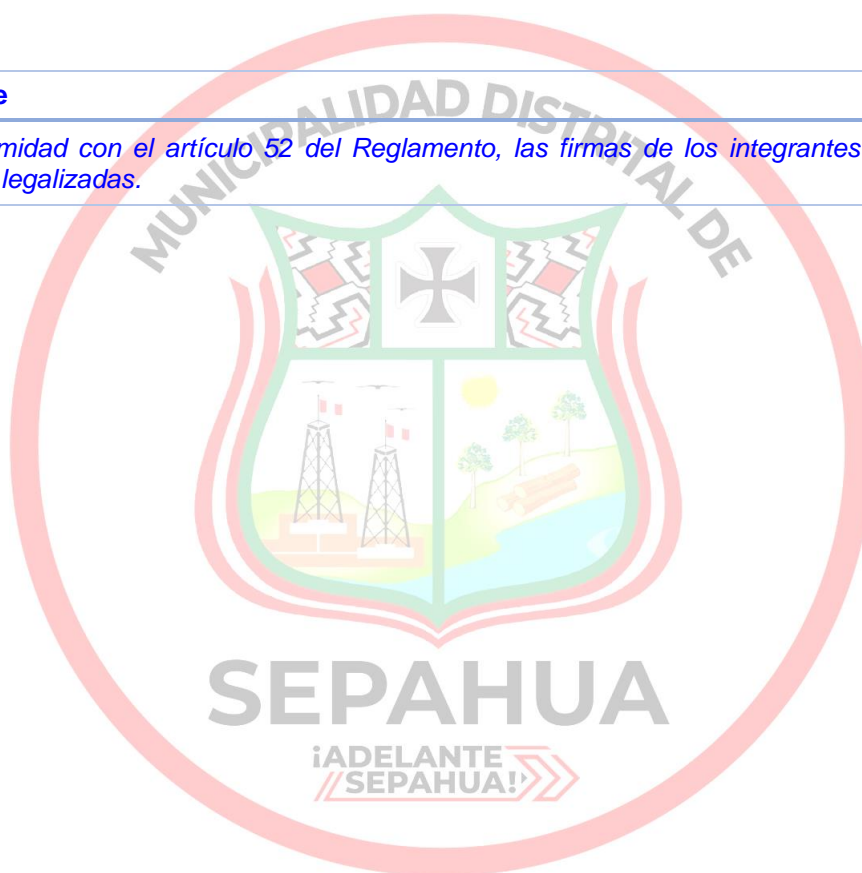 e
midad con el artículo 52 del Reglamento, las firmas de los integrantes
legalizadas.
MUNICIPALIDAD DISTRITAL DE
SEPAHUA
¡ADELANTE
SEPAHUA!